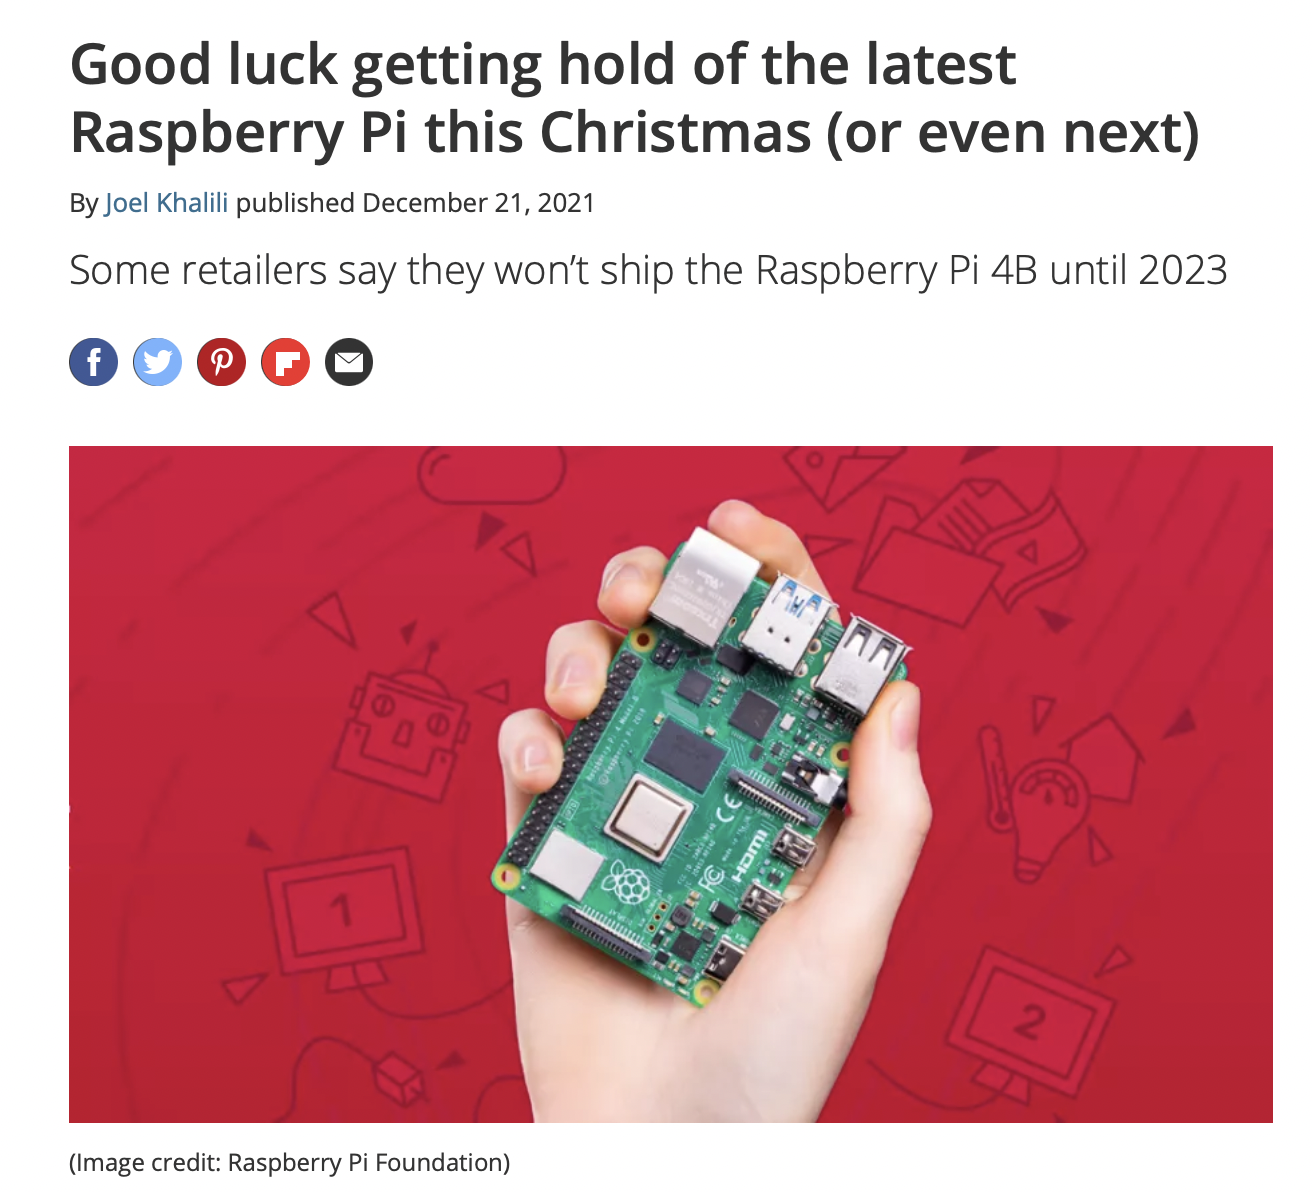 Good luck getting hold of the latest
Raspberry Pi this Christmas (or even next)
By Joel Khalili published December 21, 2021
Some retailers say they won’t ship the Raspberry Pi 4B until 2023
HDMI
1
2
(Image credit: Raspberry Pi Foundation)